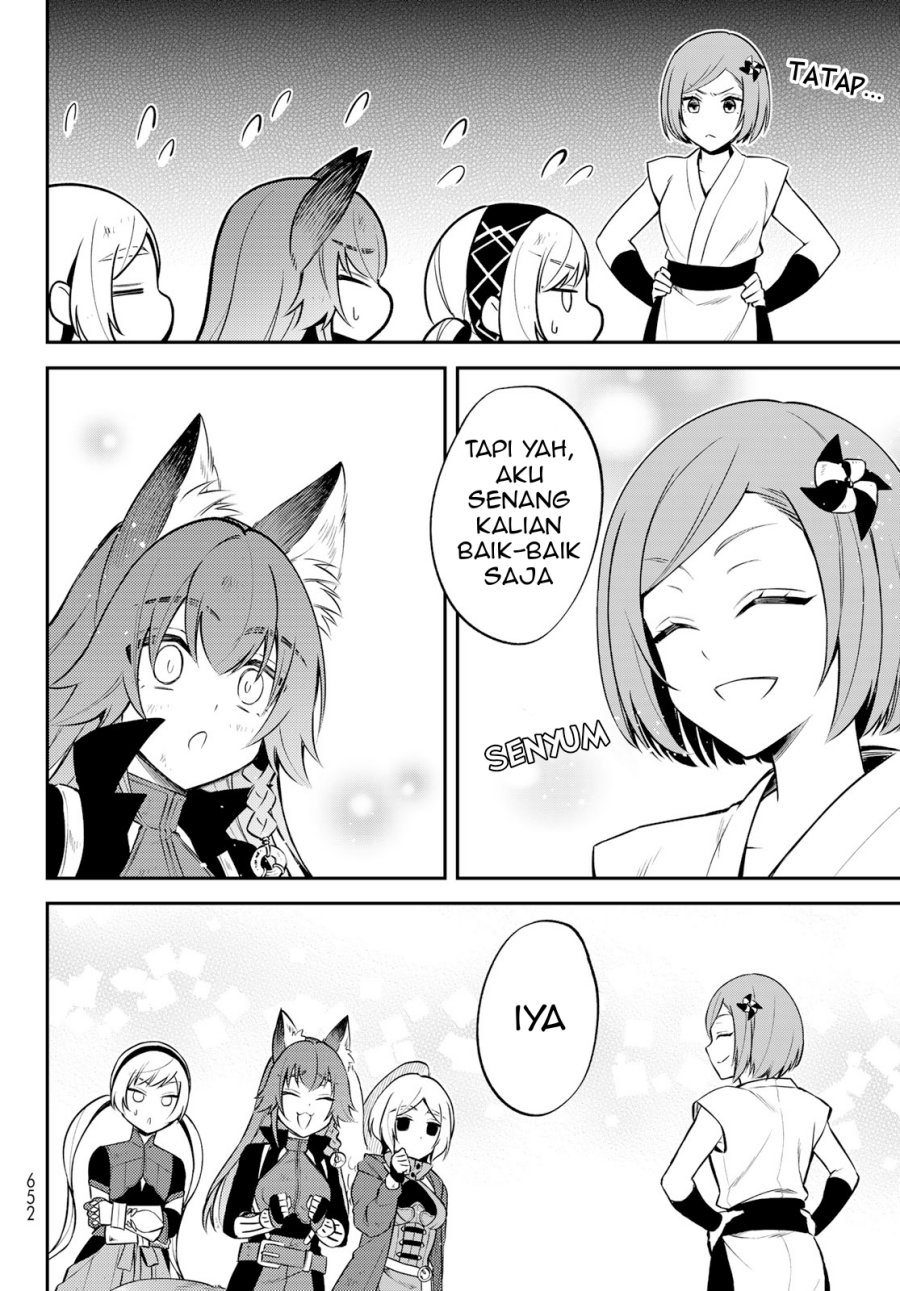 TATAP...
TAPI YAH,
AKU
SENANG
KALIAN
BAIK-BAIK
SAJA
SENYUM
IYA
652